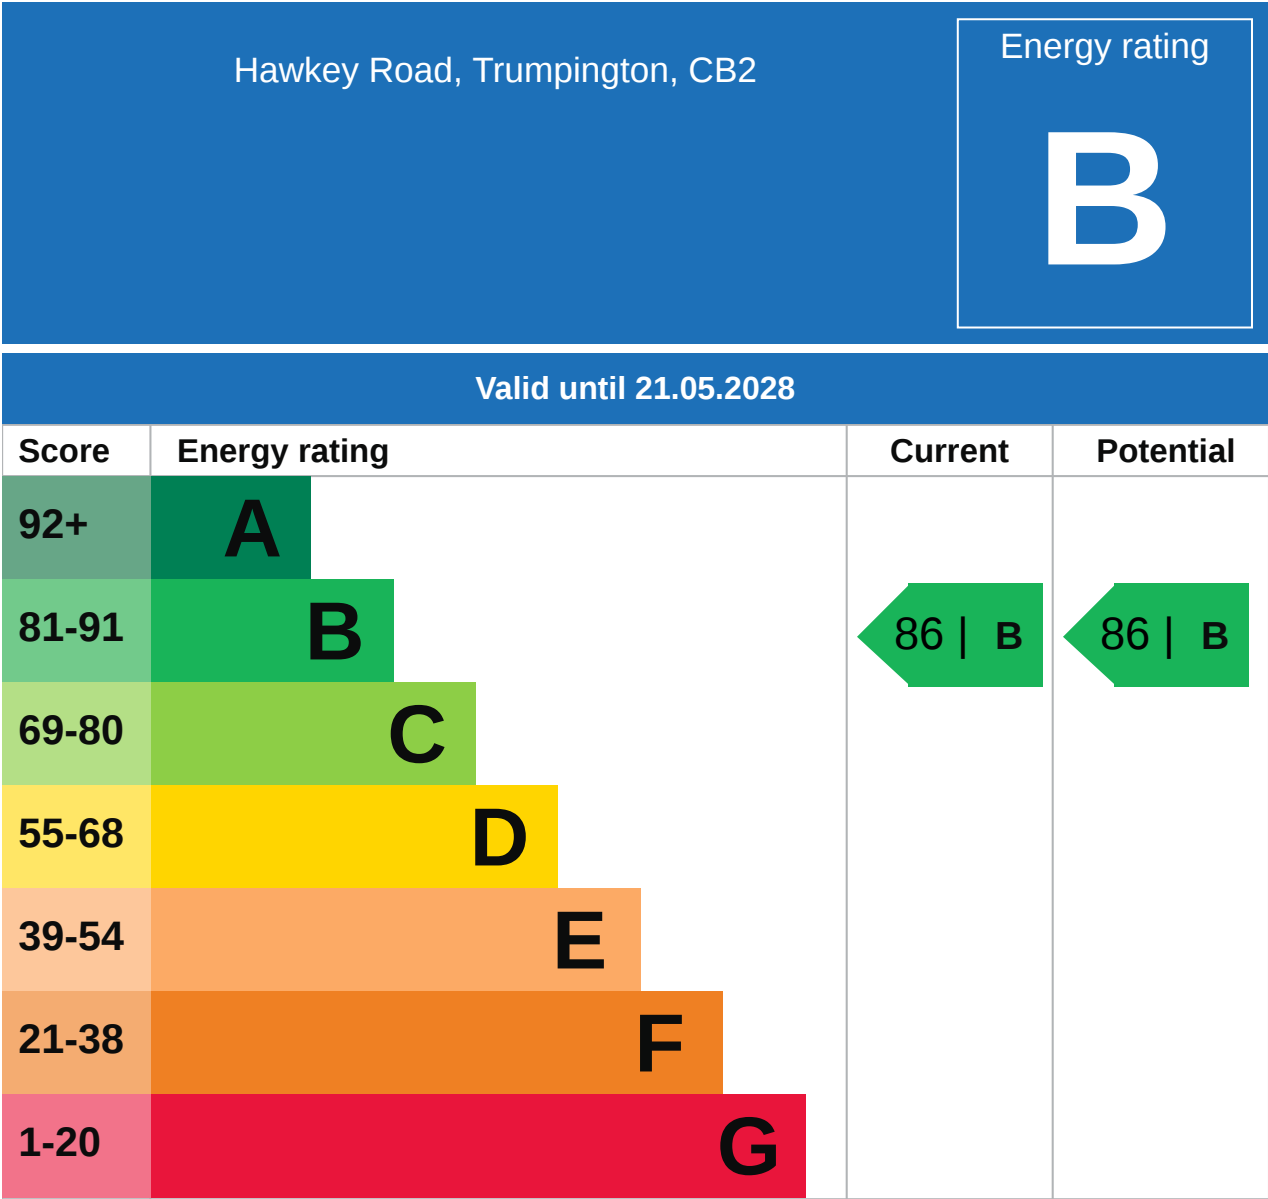 Hawkey Road, Trumpington, CB2
Energy rating
B
Valid until 21.05.2028
Score Energy rating Current Potential
92+ A
81-91 B 86 | B 86 | B
69-80 C
55-68 D
39-54 E
21-38 F
1-20 G